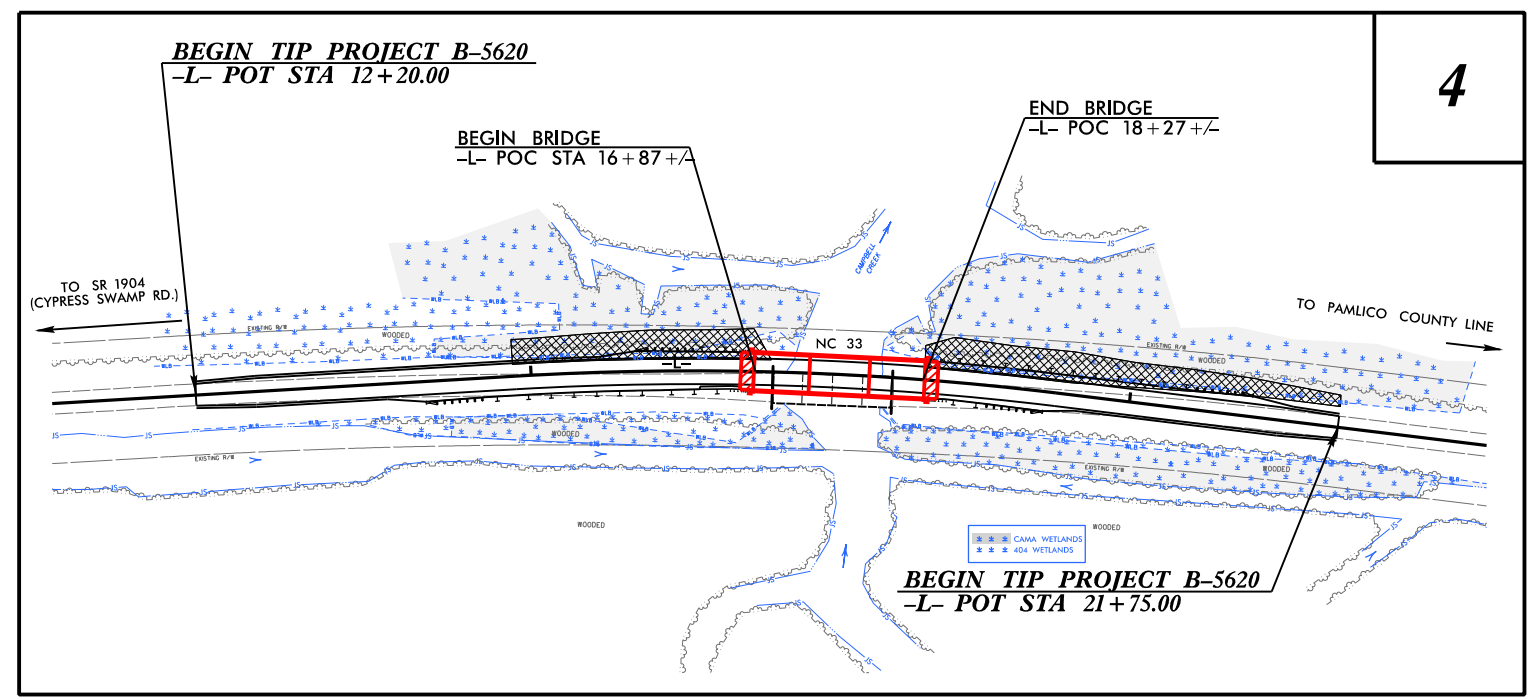 4
BEGIN TIP PROJECT B–5620
–L– POT STA 12+20.00
BEGIN BRIDGE
–L– POC STA 16+87+/–
END BRIDGE
–L– POC 18+27+/–
CAMPBELL
CREEK
TO SR 1904
(CYPRESS SWAMP RD.)
TO PAMLICO COUNTY LINE
EXISTING R/W
WOODED
NC 33
–L–
EXISTING R/W
WOODED
WOODED
EXISTING R/W
EXISTING R/W
WOODED
WOODED
WOODED
CAMA WETLANDS
404 WETLANDS
BEGIN TIP PROJECT B–5620
–L– POT STA 21+75.00